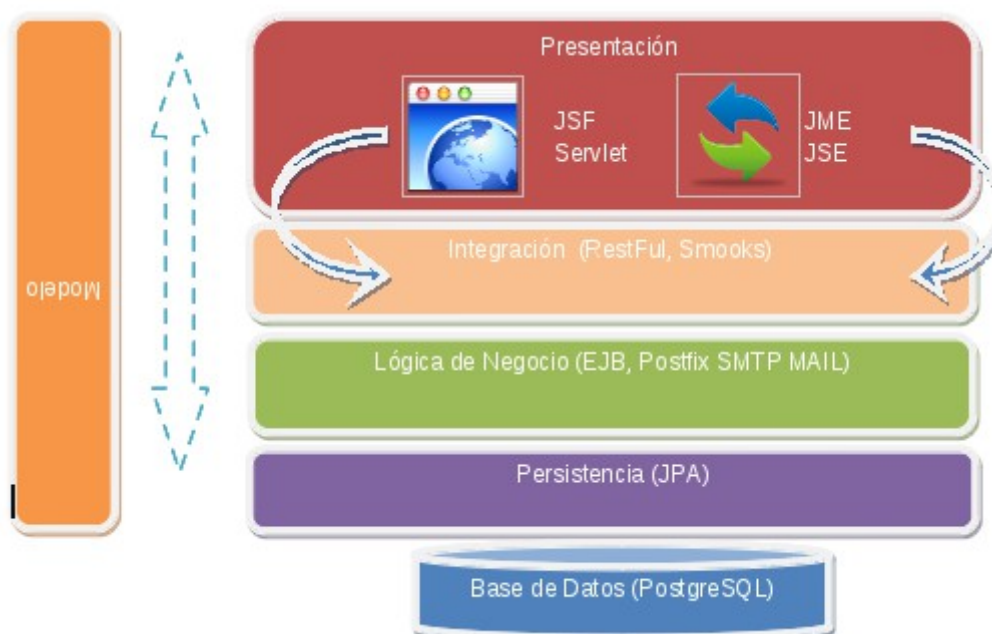 Presentación
JSF
Servlet
JME
JSE
Modelo
Integración (RestFul, Smooks)
Lógica de Negocio (EJB, Postfix SMTP MAIL)
Persistencia (JPA)
Base de Datos (PostgreSQL)